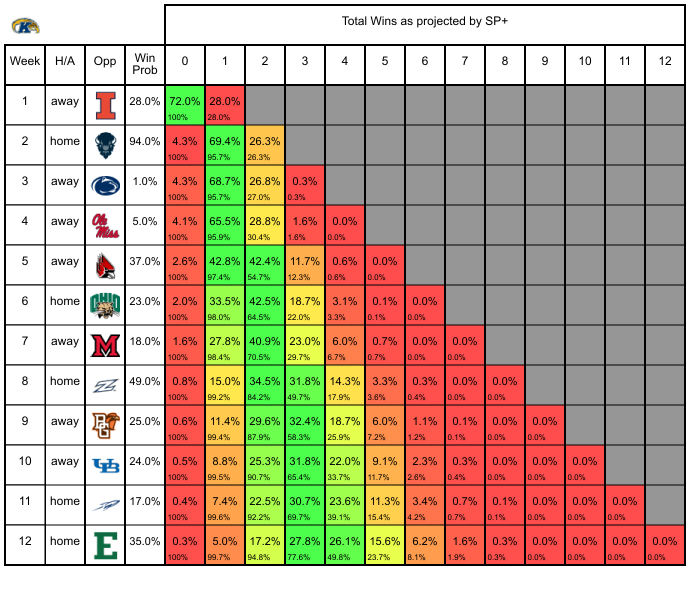 Total Wins as projected by SP+
Week H/A Opp Win Prob 0 1 2 3 4 5 6 7 8 9 10 11 12
1 away I 28.0% 72.0% 28.0%
100% 28.0%
2 home 94.0% 4.3% 69.4% 26.3%
100% 95.7% 26.3%
3 away 1.0% 4.3% 68.7% 26.8% 0.3%
100% 95.7% 27.0% 0.3%
4 away Ole Miss 5.0% 4.1% 65.5% 28.8% 1.6% 0.0%
100% 95.9% 30.4% 1.6% 0.0%
5 away 37.0% 2.6% 42.8% 42.4% 11.7% 0.6% 0.0%
100% 97.4% 54.7% 12.3% 0.6% 0.0%
6 home OHIO 23.0% 2.0% 33.5% 42.5% 18.7% 3.1% 0.1% 0.0%
100% 98.0% 64.5% 22.0% 3.3% 0.1% 0.0%
7 away M 18.0% 1.6% 27.8% 40.9% 23.0% 6.0% 0.7% 0.0% 0.0%
100% 98.4% 70.5% 29.7% 6.7% 0.7% 0.0% 0.0%
8 home Z 49.0% 0.8% 15.0% 34.5% 31.8% 14.3% 3.3% 0.3% 0.0% 0.0%
100% 99.2% 84.2% 49.7% 17.9% 3.6% 0.4% 0.0% 0.0%
9 away BG 25.0% 0.6% 11.4% 29.6% 32.4% 18.7% 6.0% 1.1% 0.1% 0.0% 0.0%
100% 99.4% 87.9% 58.3% 25.9% 7.2% 1.2% 0.1% 0.0% 0.0%
10 away UB 24.0% 0.5% 8.8% 25.3% 31.8% 22.0% 9.1% 2.3% 0.3% 0.0% 0.0% 0.0%
100% 99.5% 90.7% 65.4% 33.7% 11.7% 2.6% 0.4% 0.0% 0.0% 0.0%
11 home 17.0% 0.4% 7.4% 22.5% 30.7% 23.6% 11.3% 3.4% 0.7% 0.1% 0.0% 0.0% 0.0%
100% 99.6% 92.2% 69.7% 39.1% 15.4% 4.2% 0.7% 0.1% 0.0% 0.0% 0.0%
12 home E 35.0% 0.3% 5.0% 17.2% 27.8% 26.1% 15.6% 6.2% 1.6% 0.3% 0.0% 0.0% 0.0% 0.0%
100% 99.7% 94.8% 77.6% 49.8% 23.7% 8.1% 1.9% 0.3% 0.0% 0.0% 0.0% 0.0%